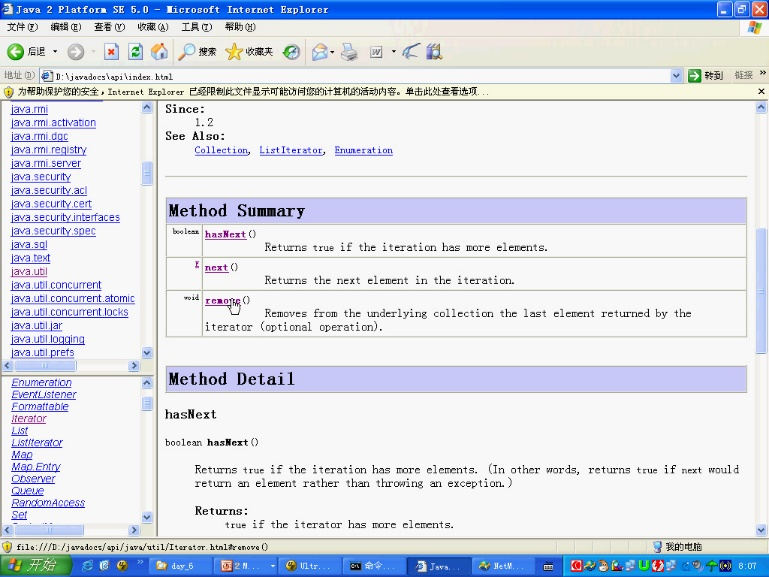 Java 2 Platform SE 5.0 - Microsoft Internet Explorer
文件(F) 编辑(E) 查看(V) 收藏(A) 工具(T) 帮助(H)
后退 搜索 收藏夹
地址(D) D:\javadocs\api\index.html 转到 链接 »
为帮助保护您的安全，Internet Explorer 已经限制此文件显示可能访问您的计算机的活动内容。单击此处查看选项...
java.rmi
java.rmi.activation
java.rmi.dgc
java.rmi.registry
java.rmi.server
java.security
java.security.acl
java.security.cert
java.security.interfaces
java.security.spec
java.sql
java.text
java.util
java.util.concurrent
java.util.concurrent.atomic
java.util.concurrent.locks
java.util.jar
java.util.logging
java.util.prefs
Enumeration
EventListener
Formattable
Iterator
List
ListIterator
Map
Map.Entry
Observer
Queue
RandomAccess
Set
Since:
1.2
See Also:
Collection, ListIterator, Enumeration
Method Summary
boolean hasNext()
Returns true if the iteration has more elements.
E next()
Returns the next element in the iteration.
void remove()
Removes from the underlying collection the last element returned by the
iterator (optional operation).
Method Detail
hasNext
boolean hasNext()
Returns true if the iteration has more elements. (In other words, returns true if next would
return an element rather than throwing an exception.)
Returns:
true if the iterator has more elements.
file:///D:/javadocs/api/java/util/Iterator.html#remove() 我的电脑
开始 » day_6 2 M... Ultr... 命令... Java... NetM... 8:07